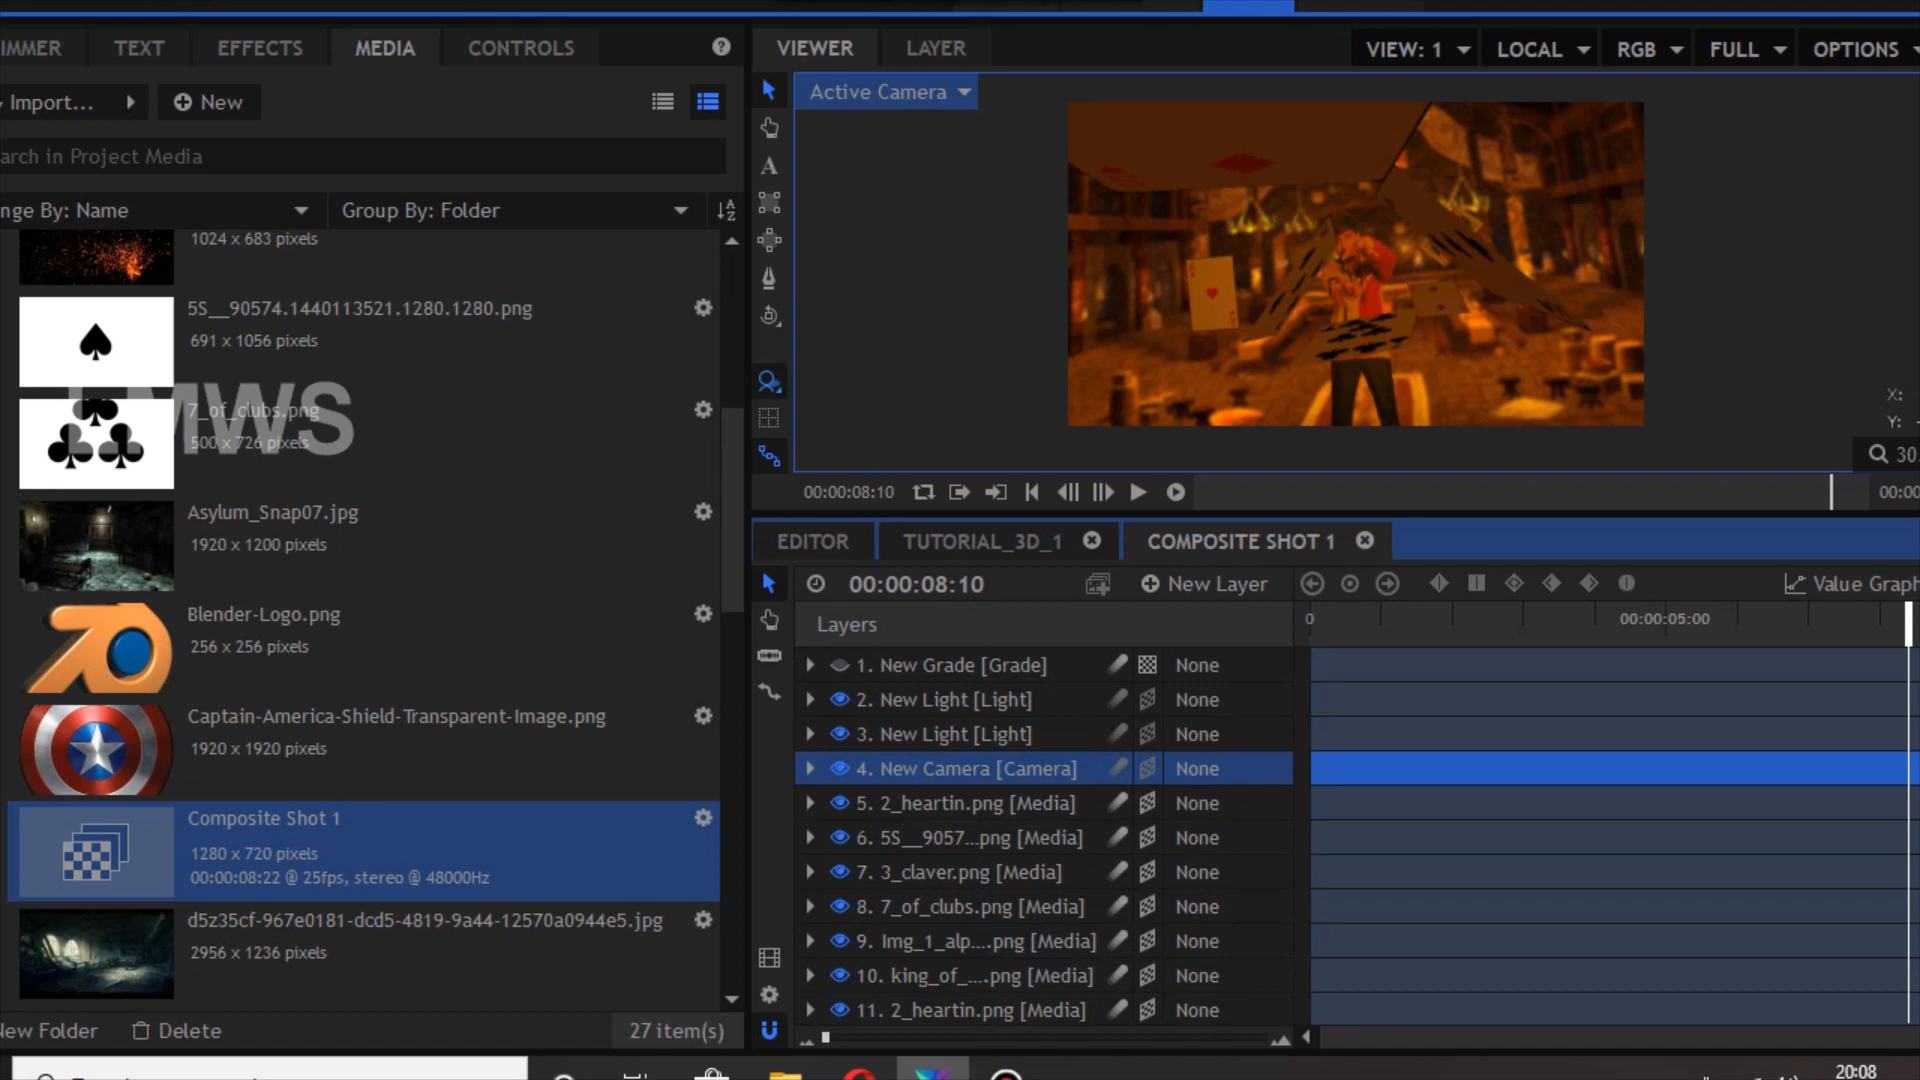 IMMER TEXT EFFECTS MEDIA CONTROLS
VIEWER LAYER VIEW: 1 LOCAL RGB FULL OPTIONS
Import... New
Active Camera
arch in Project Media
nge By: Name Group By: Folder
1024 x 683 pixels
5S__90574.1440113521.1280.1280.png
691 x 1056 pixels
7_of_clubs.png
500 x 726 pixels
MWS
Asylum_Snap07.jpg
1920 x 1200 pixels
Blender-Logo.png
256 x 256 pixels
Captain-America-Shield-Transparent-Image.png
1920 x 1920 pixels
Composite Shot 1
1280 x 720 pixels
00:00:08:22 @ 25fps, stereo @ 48000Hz
d5z35cf-967e0181-dcd5-4819-9a44-12570a0944e5.jpg
2956 x 1236 pixels
New Folder Delete 27 item(s)
X:
Y:
30.
00:00:08:10 00:00
EDITOR TUTORIAL_3D_1 COMPOSITE SHOT 1
00:00:08:10 New Layer Value Graph
Layers 0 00:00:05:00
1. New Grade [Grade] None
2. New Light [Light] None
3. New Light [Light] None
4. New Camera [Camera] None
5. 2_heartin.png [Media] None
6. 5S__9057...png [Media] None
7. 3_claver.png [Media] None
8. 7_of_clubs.png [Media] None
9. Img_1_alp....png [Media] None
10. king_of_....png [Media] None
11. 2_heartin.png [Media] None
20:08